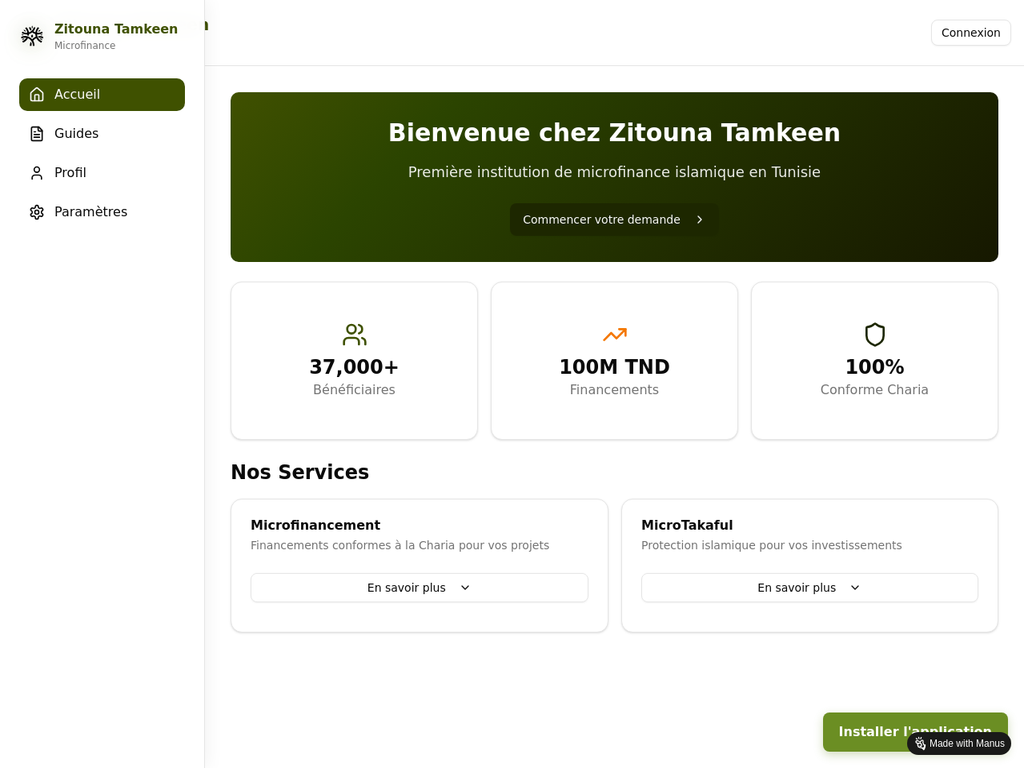 Zitouna Tamkeen
Microfinance
Accueil
Guides
Profil
Paramètres
n
Connexion
Bienvenue chez Zitouna Tamkeen
Première institution de microfinance islamique en Tunisie
Commencer votre demande
37,000+
Bénéficiaires
100M TND
Financements
100%
Conforme Charia
Nos Services
Microfinancement
Financements conformes à la Charia pour vos projets
En savoir plus
MicroTakaful
Protection islamique pour vos investissements
En savoir plus
Installer l'application
Made with Manus